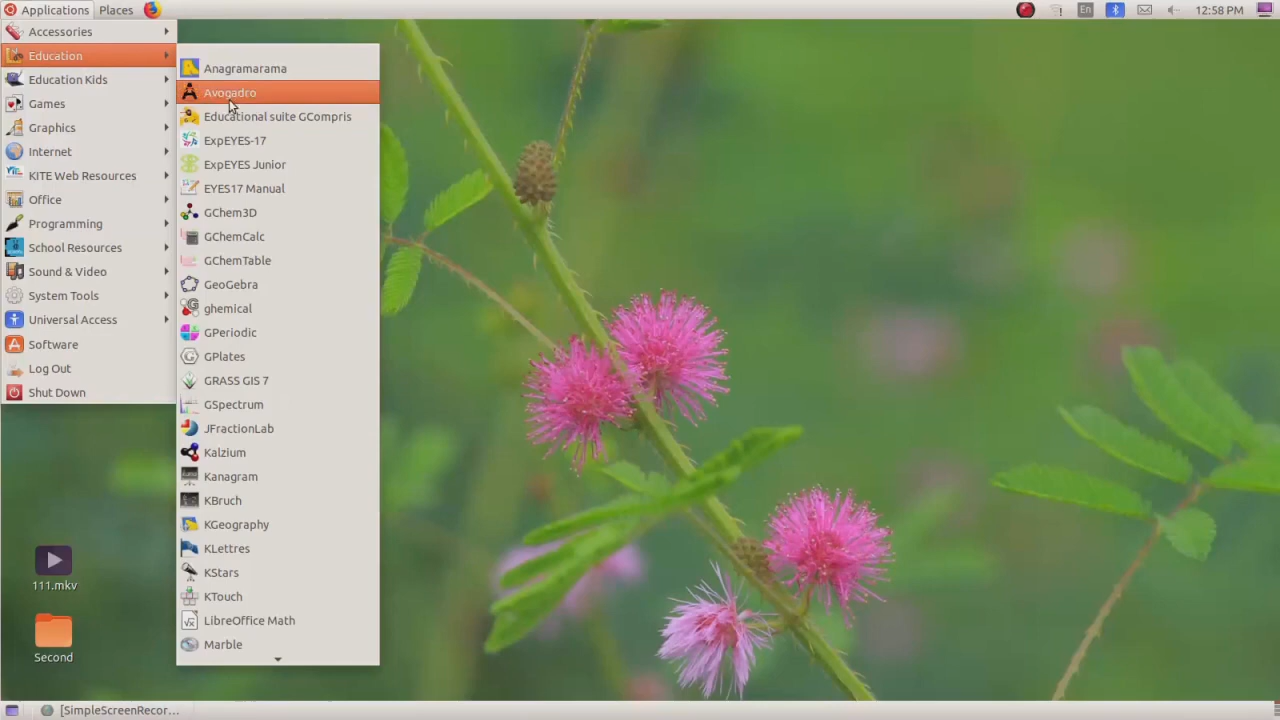 Applications Places En 12:58 PM
Accessories
Education
Education Kids
Games
Graphics
Internet
KITE Web Resources
Office
Programming
School Resources
Sound & Video
System Tools
Universal Access
Software
Log Out
Shut Down
Anagramarama
Avogadro
Educational suite GCompris
ExpEYES-17
ExpEYES Junior
EYES17 Manual
GChem3D
GChemCalc
GChemTable
GeoGebra
ghemical
GPeriodic
GPlates
GRASS GIS 7
GSpectrum
JFractionLab
Kalzium
Kanagram
KBruch
KGeography
KLettres
KStars
KTouch
LibreOffice Math
Marble
111.mkv
Second
[SimpleScreenRecor...